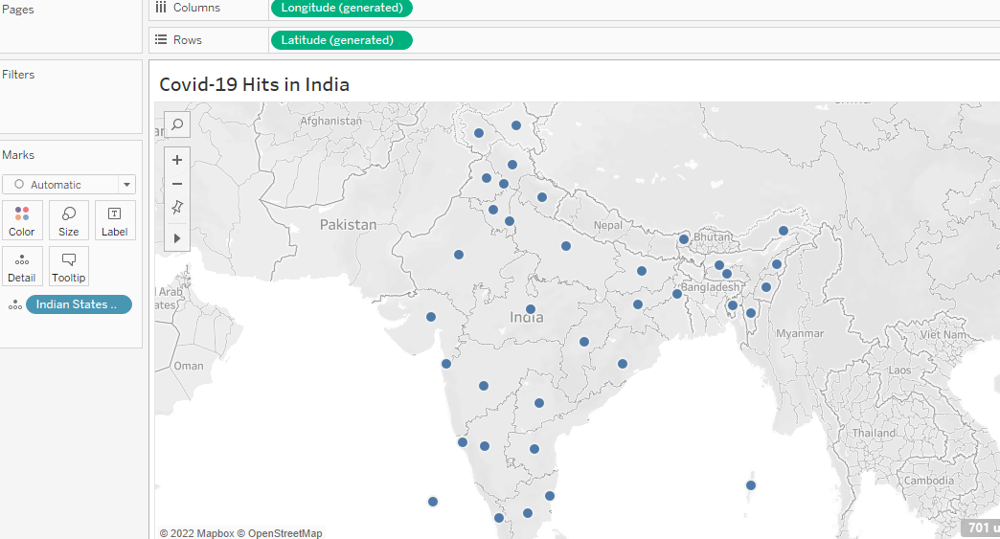 Pages
Columns
Longitude (generated)
Rows
Latitude (generated)
Filters
Covid-19 Hits in India
Marks
Automatic
Color
Size
Label
Detail
Tooltip
Indian States ..
Afghanistan
Pakistan
Nepal
Bhutan
Bangladesh
India
Arab
ates)
Oman
Myanmar
Viet Nam
Laos
Thailand
Cambodia
© 2022 Mapbox © OpenStreetMap
701 u